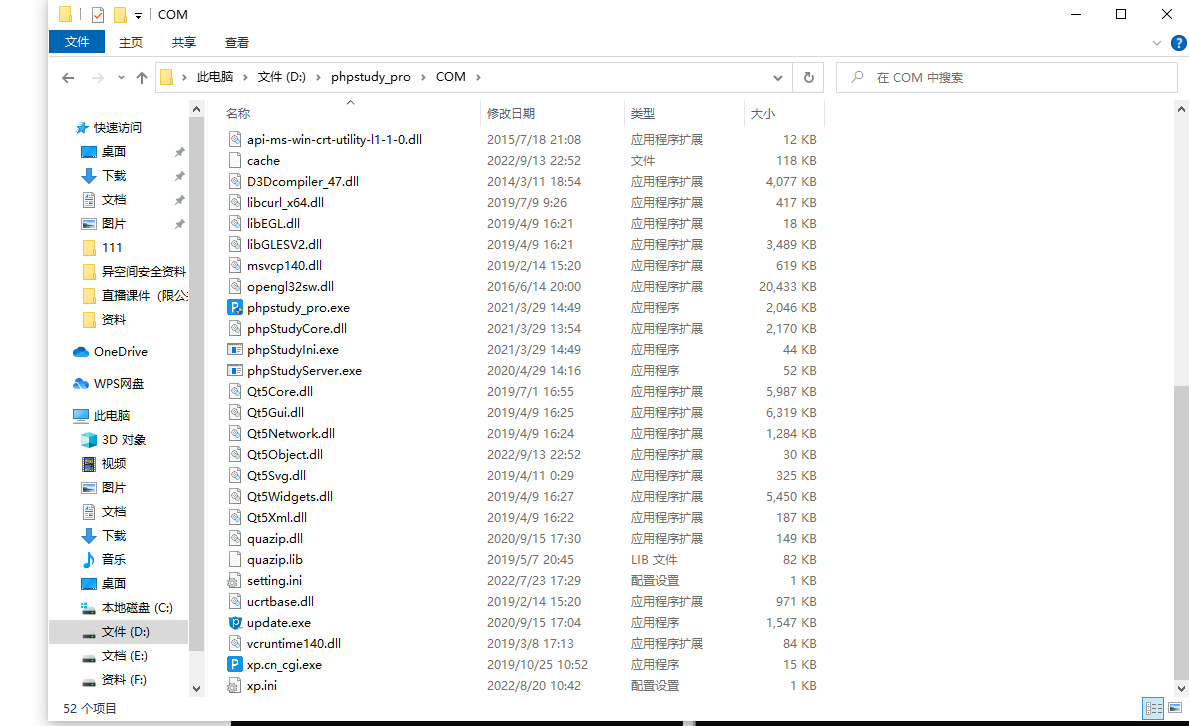 COM
文件 主页 共享 查看
此电脑 文件 (D:) phpstudy_pro COM 在 COM 中搜索
名称 修改日期 类型 大小
快速访问
桌面
下载
文档
图片
111
异空间安全资料
直播课件（限公
资料
OneDrive
WPS网盘
此电脑
3D 对象
视频
图片
文档
下载
音乐
桌面
本地磁盘 (C:)
文件 (D:)
文档 (E:)
资料 (F:)
api-ms-win-crt-utility-l1-1-0.dll 2015/7/18 21:08 应用程序扩展 12 KB
cache 2022/9/13 22:52 文件 118 KB
D3Dcompiler_47.dll 2014/3/11 18:54 应用程序扩展 4,077 KB
libcurl_x64.dll 2019/7/9 9:26 应用程序扩展 417 KB
libEGL.dll 2019/4/9 16:21 应用程序扩展 18 KB
libGLESV2.dll 2019/4/9 16:21 应用程序扩展 3,489 KB
msvcp140.dll 2019/2/14 15:20 应用程序扩展 619 KB
opengl32sw.dll 2016/6/14 20:00 应用程序扩展 20,433 KB
phpstudy_pro.exe 2021/3/29 14:49 应用程序 2,046 KB
phpStudyCore.dll 2021/3/29 13:54 应用程序扩展 2,170 KB
phpStudyIni.exe 2021/3/29 14:49 应用程序 44 KB
phpStudyServer.exe 2020/4/29 14:16 应用程序 52 KB
Qt5Core.dll 2019/7/1 16:55 应用程序扩展 5,987 KB
Qt5Gui.dll 2019/4/9 16:25 应用程序扩展 6,319 KB
Qt5Network.dll 2019/4/9 16:24 应用程序扩展 1,284 KB
Qt5Object.dll 2022/9/13 22:52 应用程序扩展 30 KB
Qt5Svg.dll 2019/4/11 0:29 应用程序扩展 325 KB
Qt5Widgets.dll 2019/4/9 16:27 应用程序扩展 5,450 KB
Qt5Xml.dll 2019/4/9 16:22 应用程序扩展 187 KB
quazip.dll 2020/9/15 17:30 应用程序扩展 149 KB
quazip.lib 2019/5/7 20:45 LIB 文件 82 KB
setting.ini 2022/7/23 17:29 配置设置 1 KB
ucrtbase.dll 2019/2/14 15:20 应用程序扩展 971 KB
update.exe 2020/9/15 17:04 应用程序 1,547 KB
vcruntime140.dll 2019/3/8 17:13 应用程序扩展 84 KB
xp.cn_cgi.exe 2019/10/25 10:52 应用程序 15 KB
xp.ini 2022/8/20 10:42 配置设置 1 KB
52 个项目